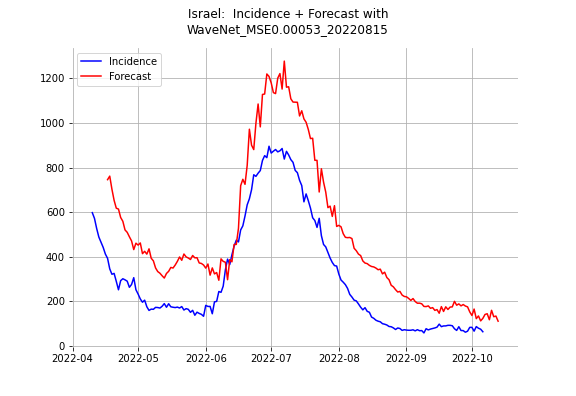 Israel:  Incidence + Forecast with
WaveNet_MSE0.00053_20220815
Incidence
Forecast
1200
1000
800
600
400
200
0
2022-04 2022-05 2022-06 2022-07 2022-08 2022-09 2022-10